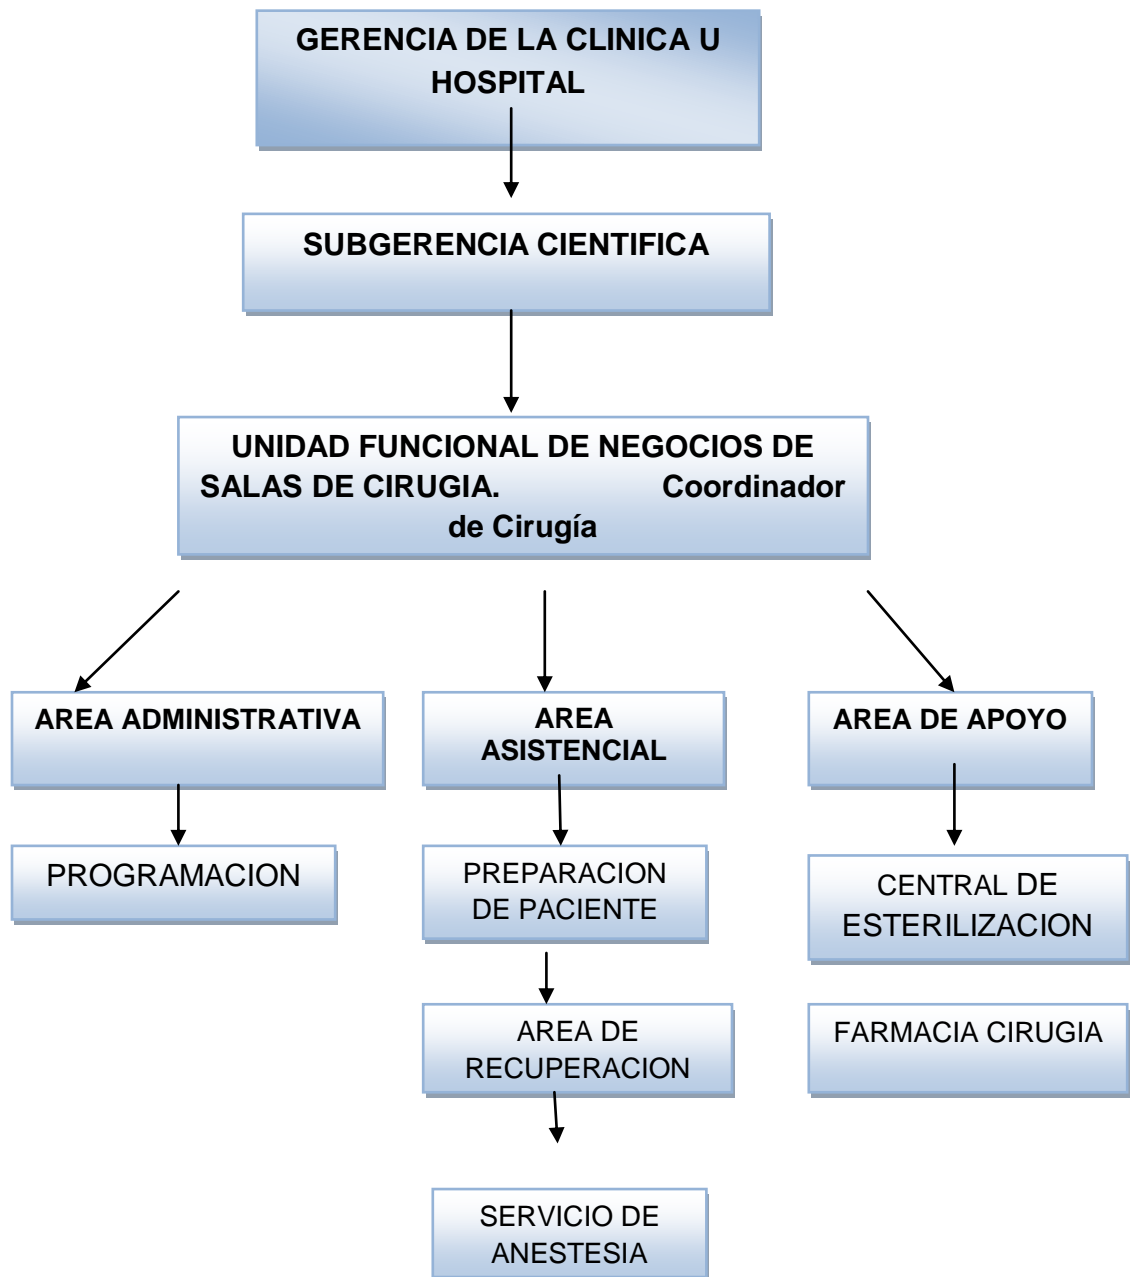 GERENCIA DE LA CLINICA U
HOSPITAL
SUBGERENCIA CIENTIFICA
UNIDAD FUNCIONAL DE NEGOCIOS DE
SALAS DE CIRUGIA. Coordinador
de Cirugía
AREA ADMINISTRATIVA
AREA
ASISTENCIAL
AREA DE APOYO
PROGRAMACION
PREPARACION
DE PACIENTE
CENTRAL DE
ESTERILIZACION
AREA DE
RECUPERACION
FARMACIA CIRUGIA
SERVICIO DE
ANESTESIA